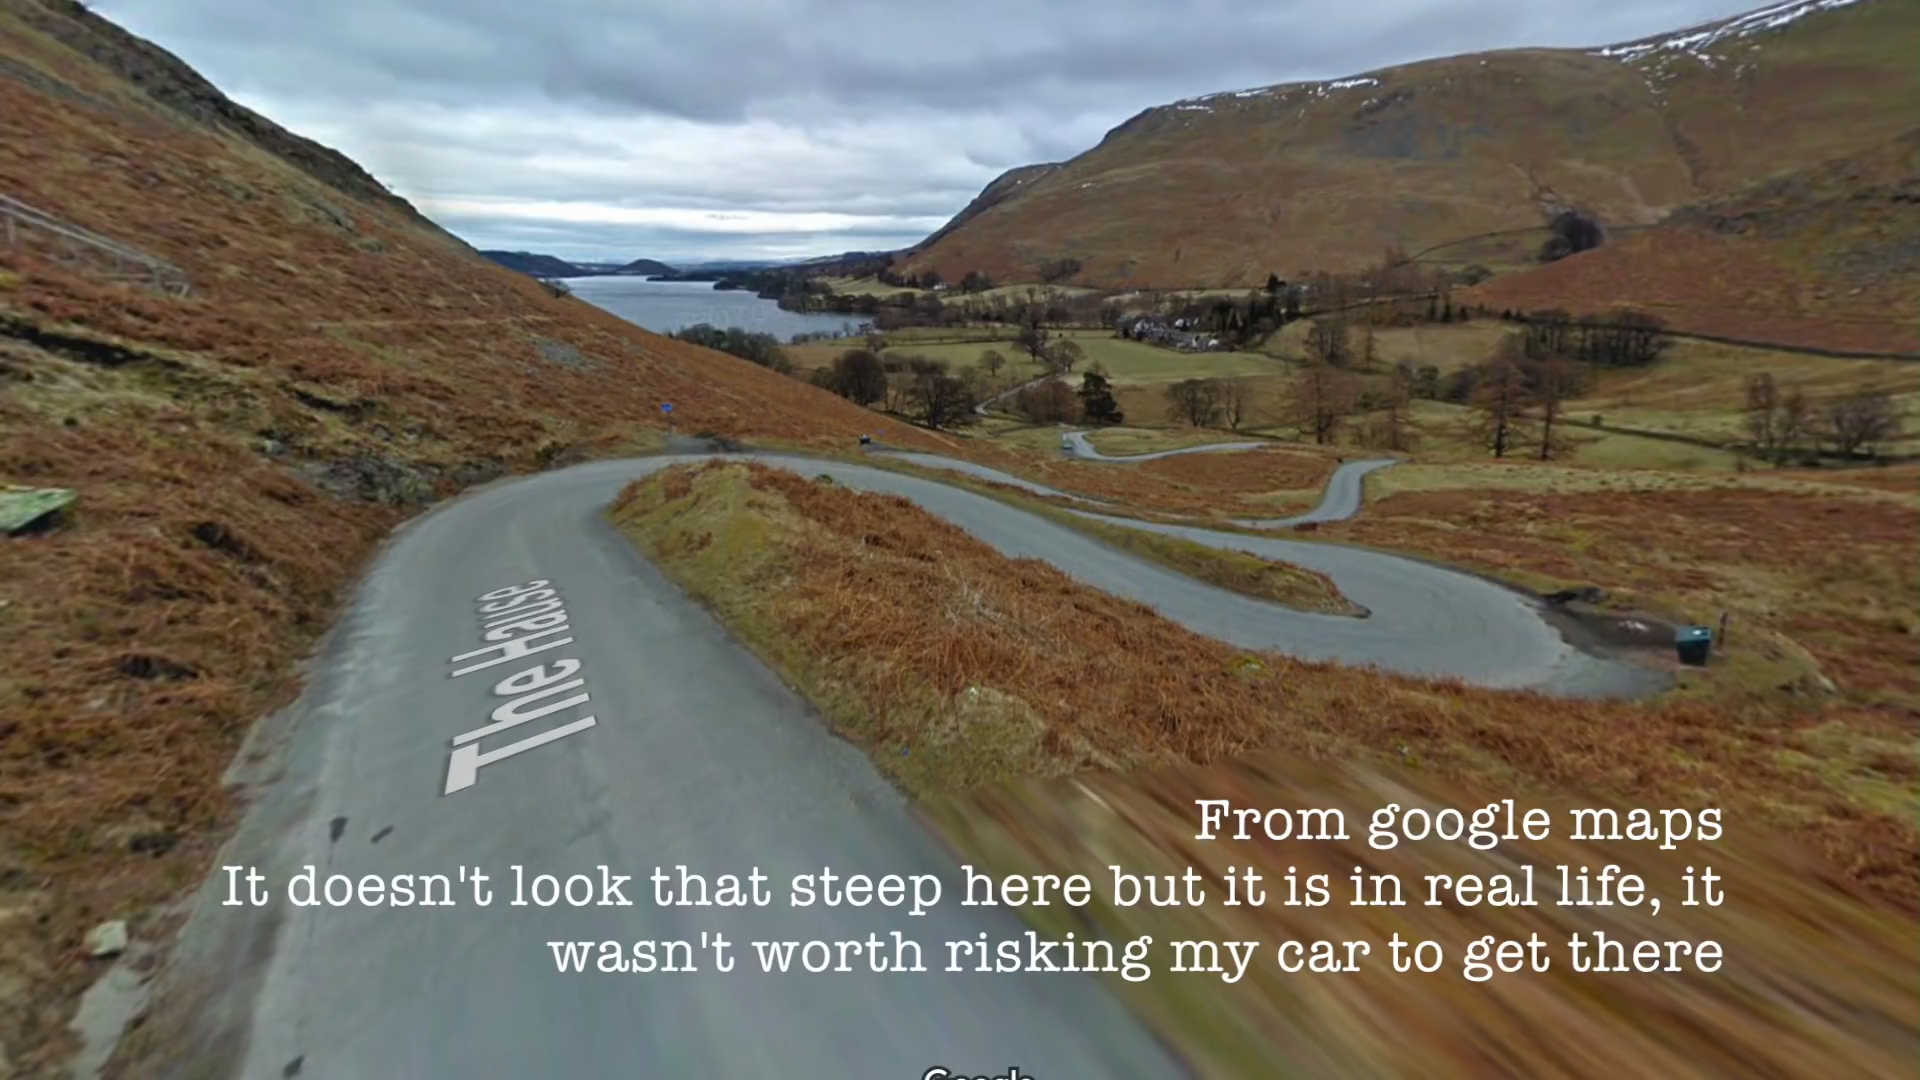 The Hause
From google maps
It doesn't look that steep here but it is in real life, it
wasn't worth risking my car to get there
Google